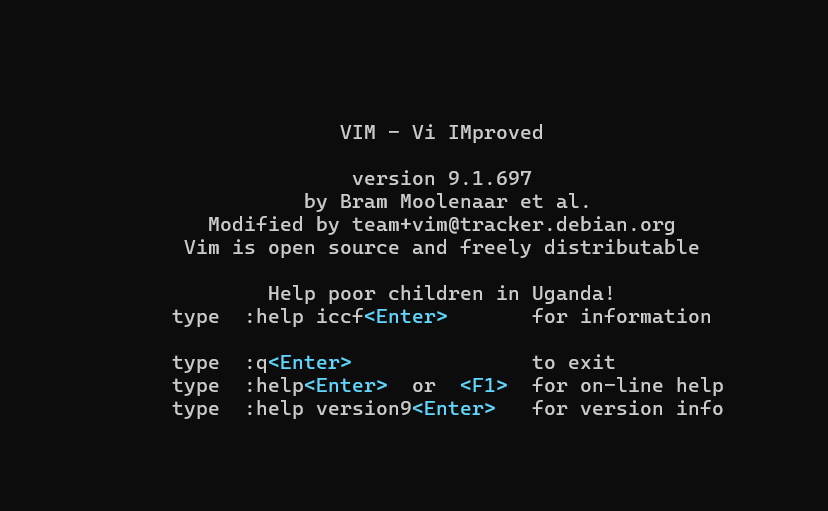 VIM - Vi IMproved
version 9.1.697
by Bram Moolenaar et al.
Modified by team+vim@tracker.debian.org
Vim is open source and freely distributable
Help poor children in Uganda!
type  :help iccf<Enter>       for information
type  :q<Enter>               to exit
type  :help<Enter>  or  <F1>  for on-line help
type  :help version9<Enter>   for version info